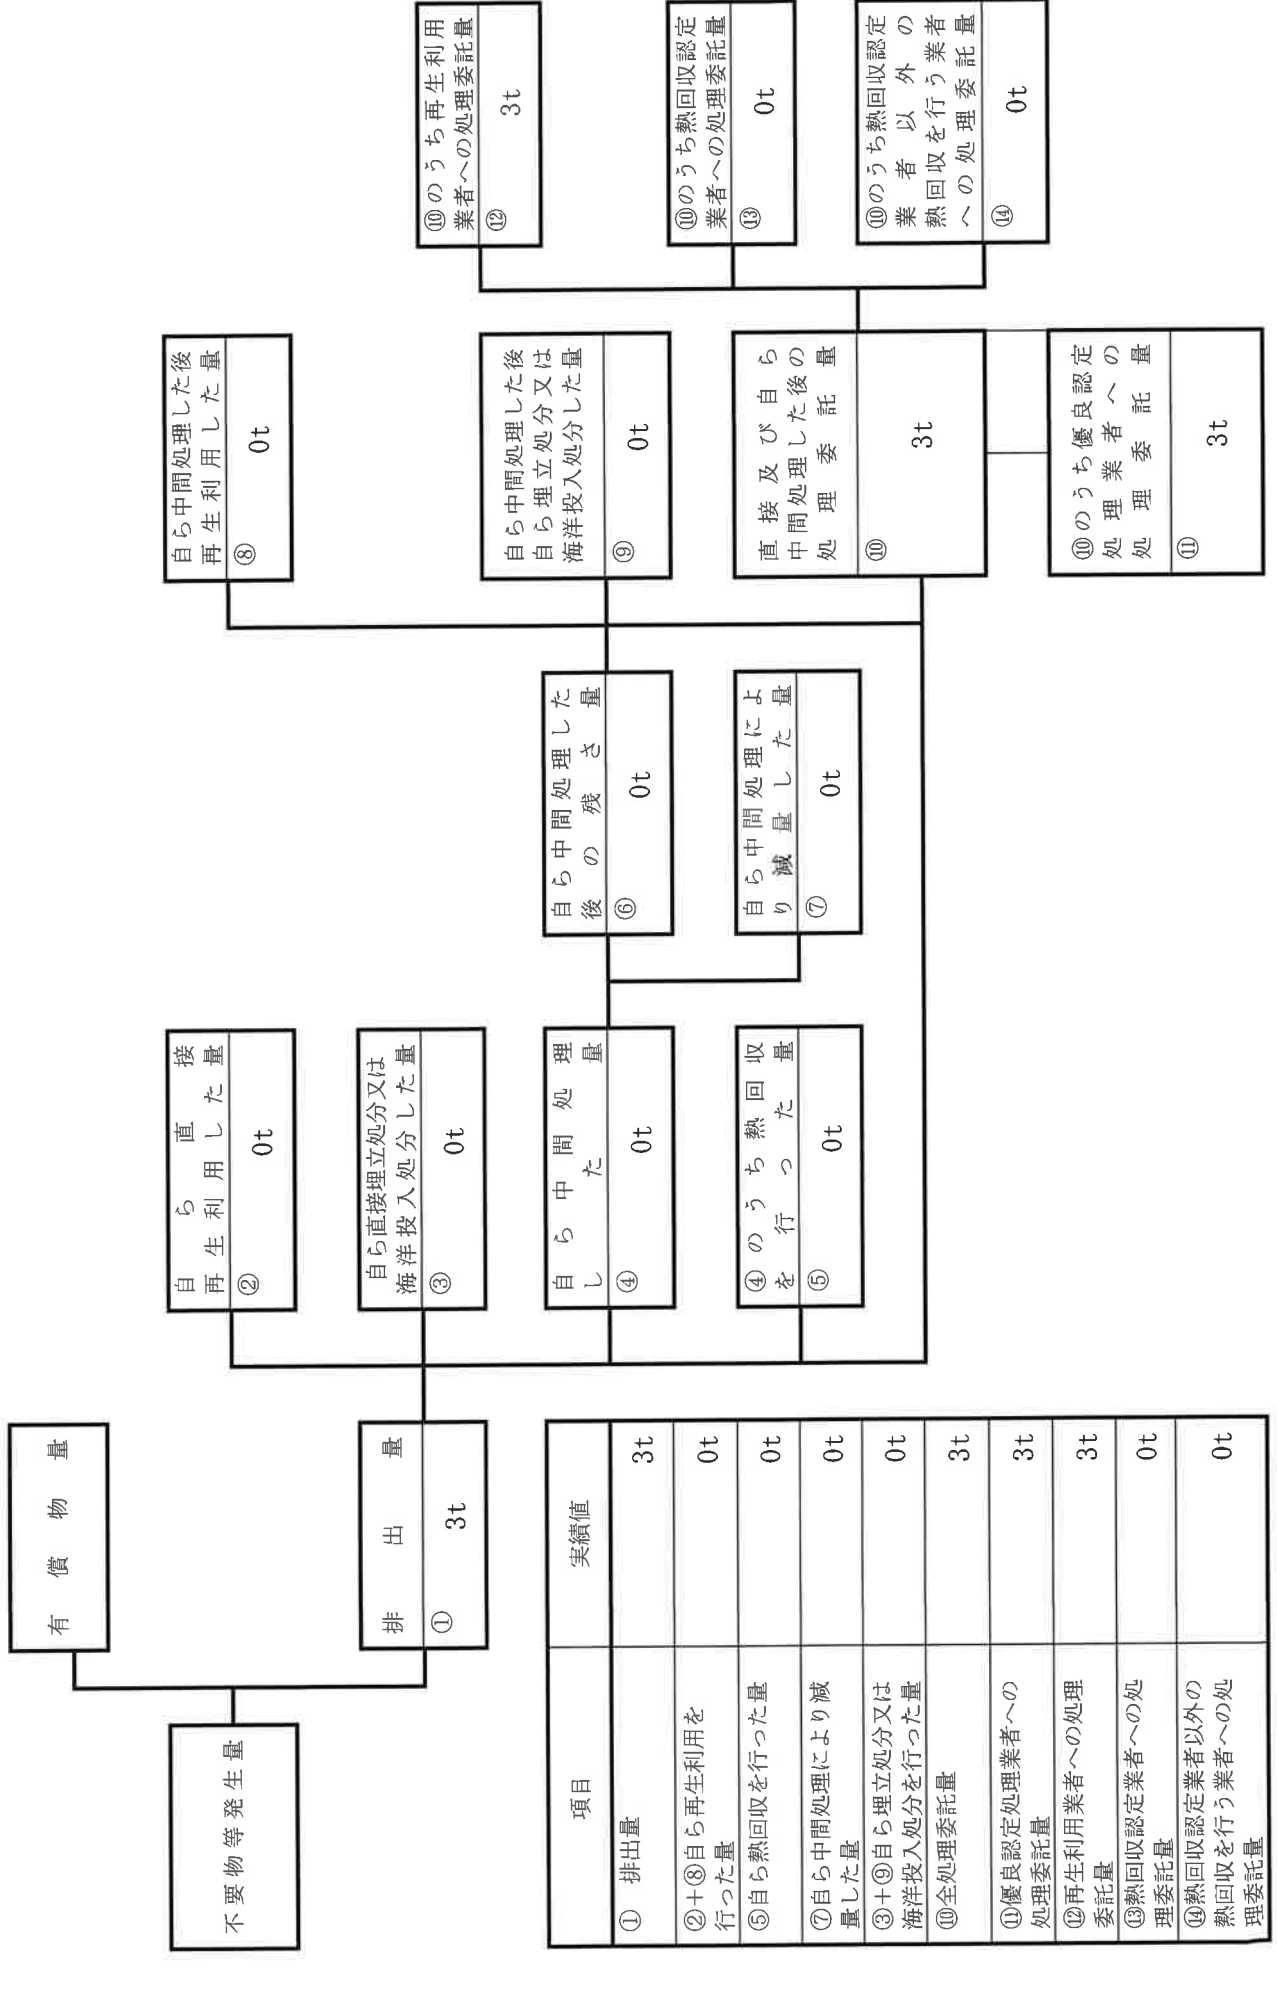 有償物量
不要物等発生量
排出量
①
3t
自ら直接
再生利用した量
②
0t
自ら直接埋立処分又は
海洋投入処分した量
③
0t
自ら中間処理
した量
④
0t
④のうち熱回収
を行った量
⑤
0t
自ら中間処理した
後の残さ量
⑥
0t
自ら中間処理によ
り減量した量
⑦
0t
自ら中間処理した後
再生利用した量
⑧
0t
自ら中間処理した後
自ら埋立処分又は
海洋投入処分した量
⑨
0t
直接及び自ら
中間処理した後の
処理委託量
⑩
3t
⑩のうち優良認定
処理業者への
処理委託量
⑪
3t
⑩のうち再生利用
業者への処理委託量
⑫
3t
⑩のうち熱回収認定
業者への処理委託量
⑬
0t
⑩のうち熱回収認定
業者以外の
熱回収を行う業者
への処理委託量
⑭
0t
項目 実績値
① 排出量 3t
②+⑧自ら再生利用を
行った量 0t
⑤自ら熱回収を行った量 0t
⑦自ら中間処理により減
量した量 0t
③+⑨自ら埋立処分又は
海洋投入処分を行った量 0t
⑩全処理委託量 3t
⑪優良認定処理業者への
処理委託量 3t
⑫再生利用業者への処理
委託量 3t
⑬熱回収認定業者への処
理委託量 0t
⑭熱回収認定業者以外の
熱回収を行う業者への処
理委託量 0t